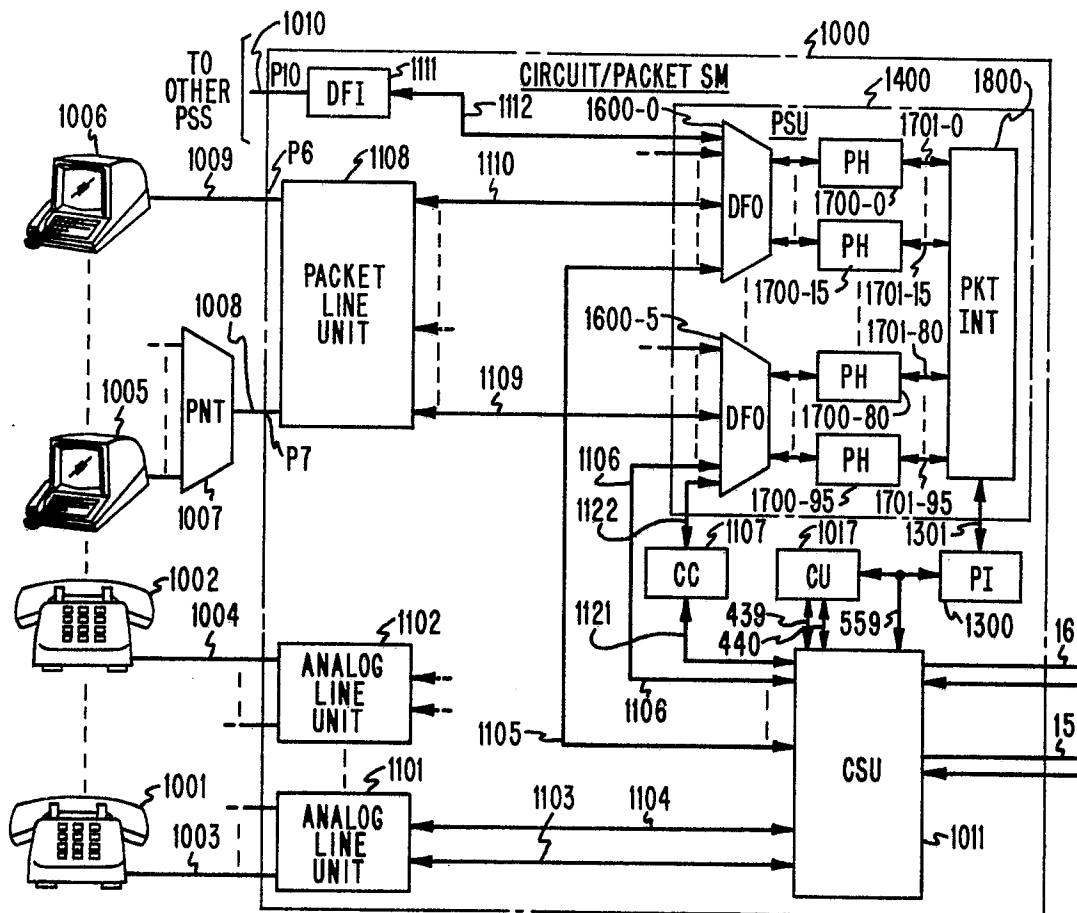 1010
1000
TO
OTHER
PSS
P10
DFI
1111
CIRCUIT/PACKET SM
1112
1400
1600-0
PSU
1701-0
1800
1006
1009
P6
1108
1110
DFO
PH
1700-0
PH
1700-15
1701-15
PACKET
LINE
UNIT
PKT
INT
1008
1600-5
1701-80
1005
PNT
1109
DFO
PH
1700-80
PH
P7
1007
1106
1122
1700-95
1701-95
1107
1017
1301
CC
CU
PI
1002
1004
1102
1121
439
440
559
1300
16
ANALOG
LINE
UNIT
1106
1105
15
CSU
1001
1101
1103
1104
1003
ANALOG
LINE
UNIT
1011